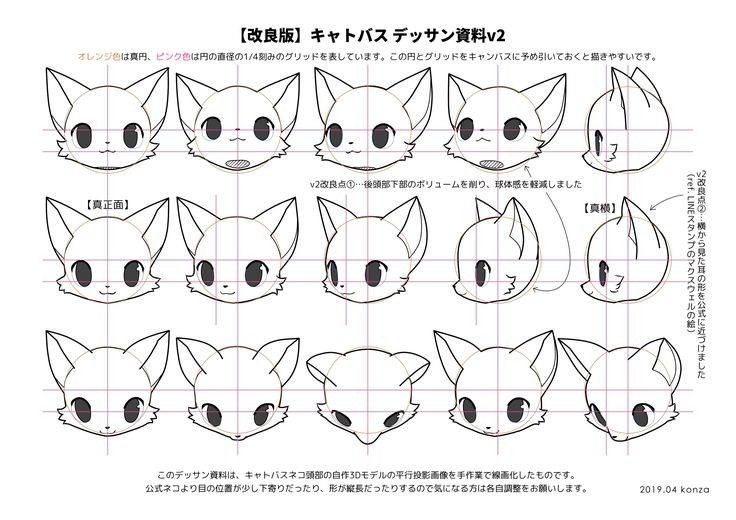 【改良版】キャトバス デッサン資料v2
オレンジ色は真円、ピンク色は円の直径の1/4刻みのグリッドを表しています。この円とグリッドをキャンバスに予め引いておくと描きやすいです。
v2改良点①…後頭部下部のボリュームを削り、球体感を軽減しました
【真正面】
【真横】
v2改良点②…横から見た耳の形を公式に近づけました
(ref. LINEスタンプのマクスウェルの絵)
このデッサン資料は、キャトバスネコ頭部の自作3Dモデルの平行投影画像を手作業で線画化したものです。
公式ネコより目の位置が少し下寄りだったり、形が縦長だったりするので気になる方は各自調整をお願いします。
2019.04 konza